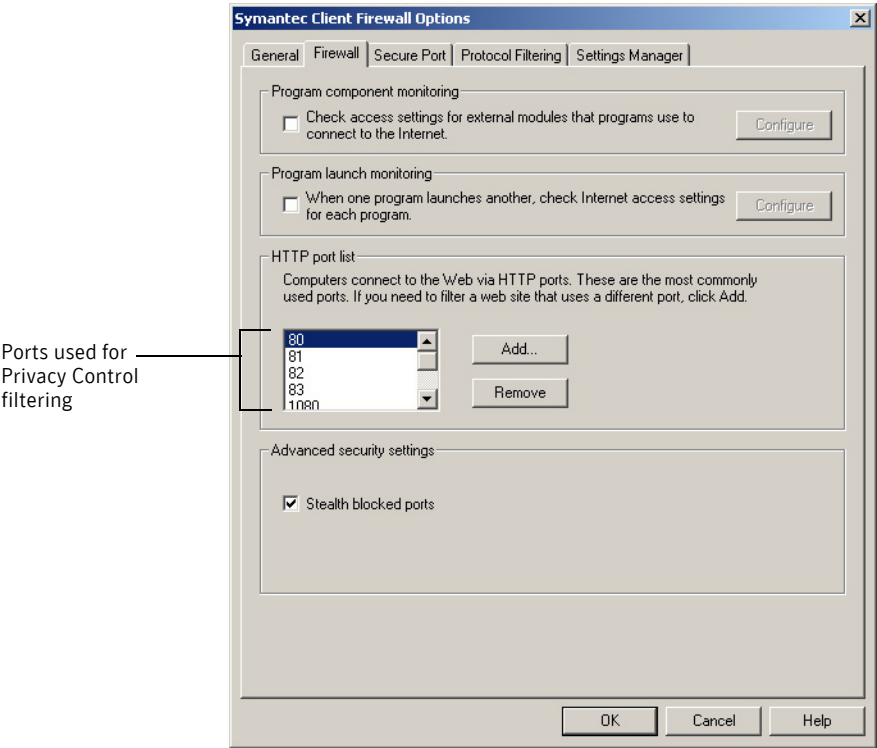 Symantec Client Firewall Options
General Firewall Secure Port Protocol Filtering Settings Manager
Program component monitoring
Check access settings for external modules that programs use to
connect to the Internet.
Configure
Program launch monitoring
When one program launches another, check Internet access settings
for each program.
Configure
HTTP port list
Computers connect to the Web via HTTP ports. These are the most commonly
used ports. If you need to filter a web site that uses a different port, click Add.
Ports used for
Privacy Control
filtering
80
81
82
83
1080
Add...
Remove
Advanced security settings
Stealth blocked ports
OK Cancel Help